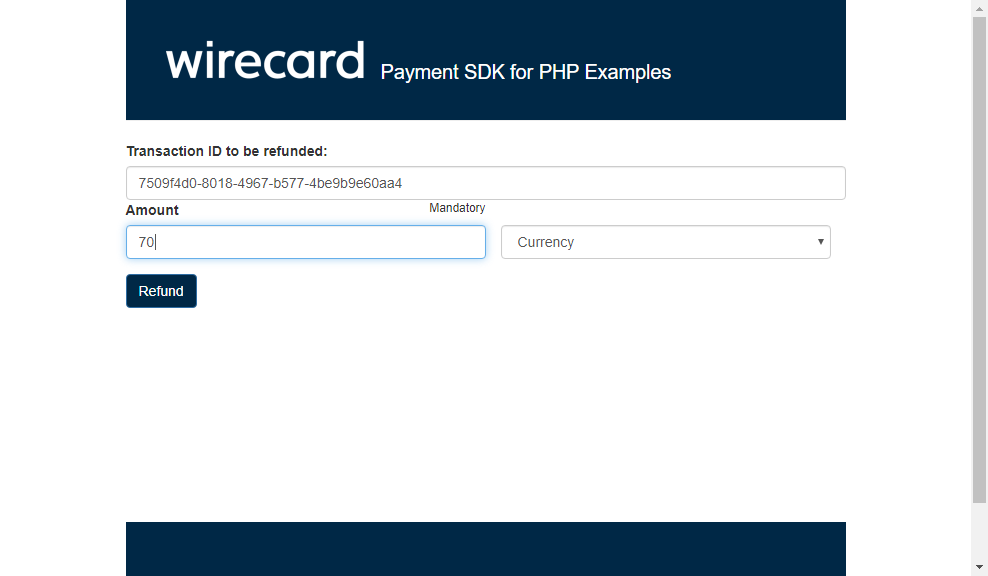 wirecard Payment SDK for PHP Examples
Transaction ID to be refunded:
7509f4d0-8018-4967-b577-4be9b9e60aa4
Amount Mandatory
70 Currency
Refund